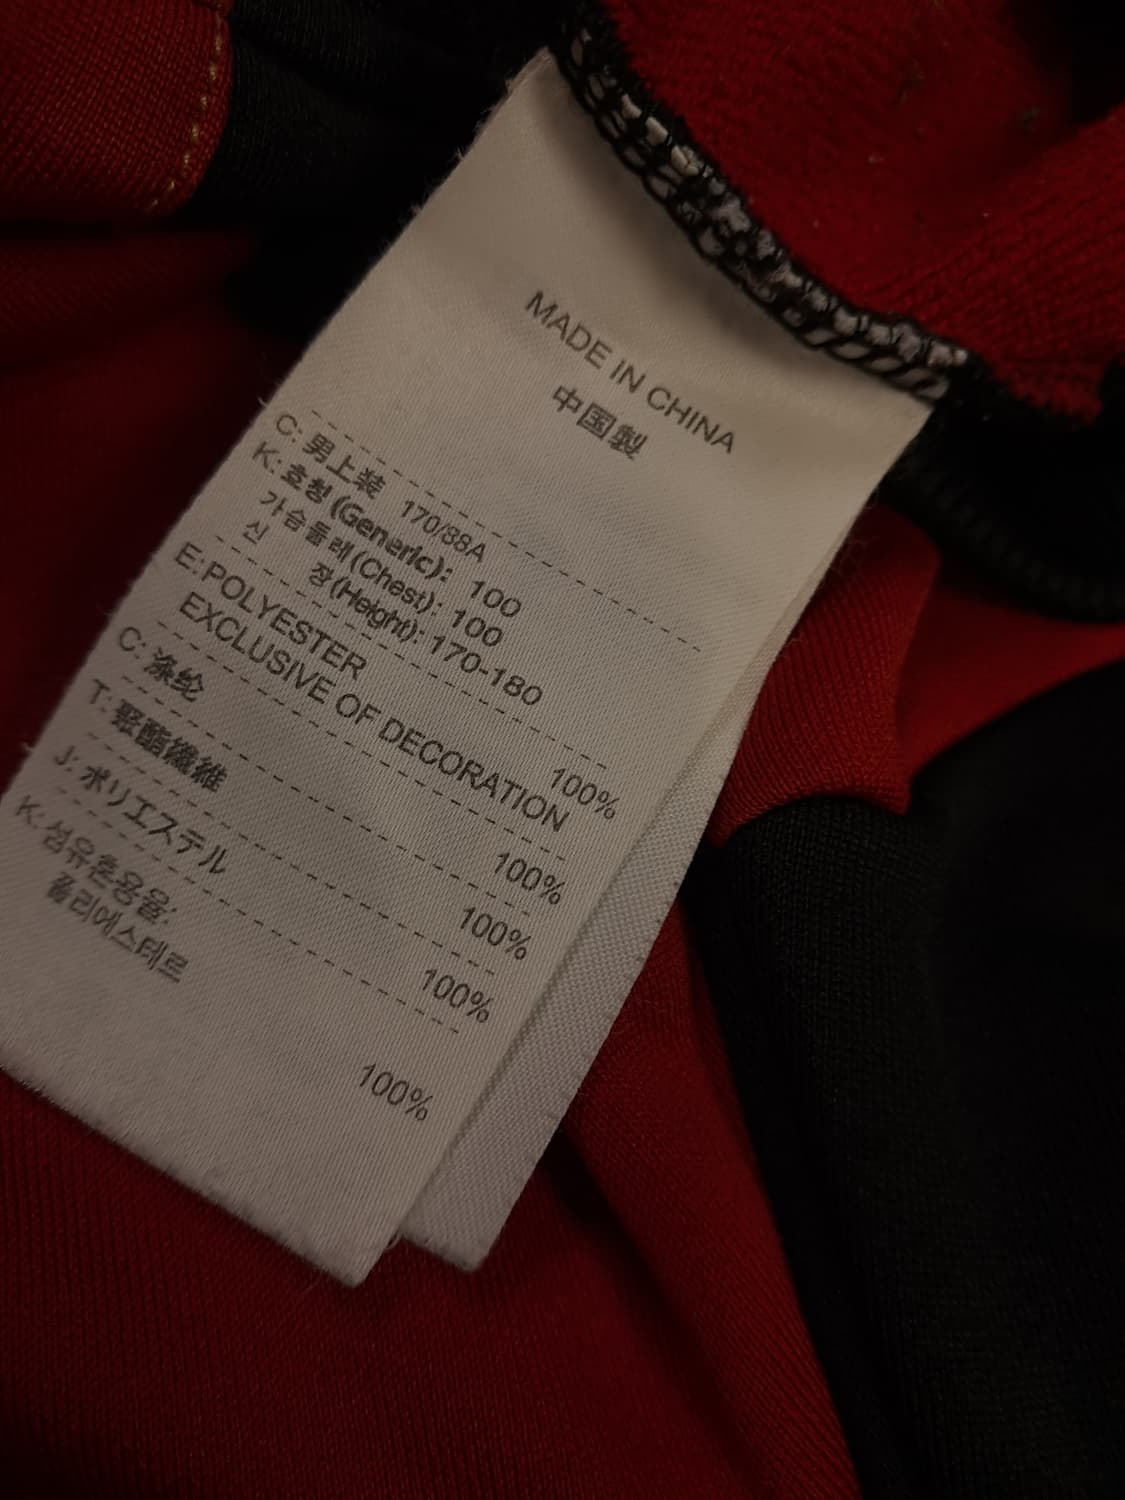 MADE IN CHINA
中国製
C: 男上装 170/88A
K: 호칭 (Generic): 100
가슴둘레(Chest): 100
신 장(Height): 170-180
E: POLYESTER 100%
EXCLUSIVE OF DECORATION
C: 涤纶 100%
T: 聚酯纖維 100%
J: ポリエステル 100%
K: 섬유혼용율:
폴리에스테르 100%